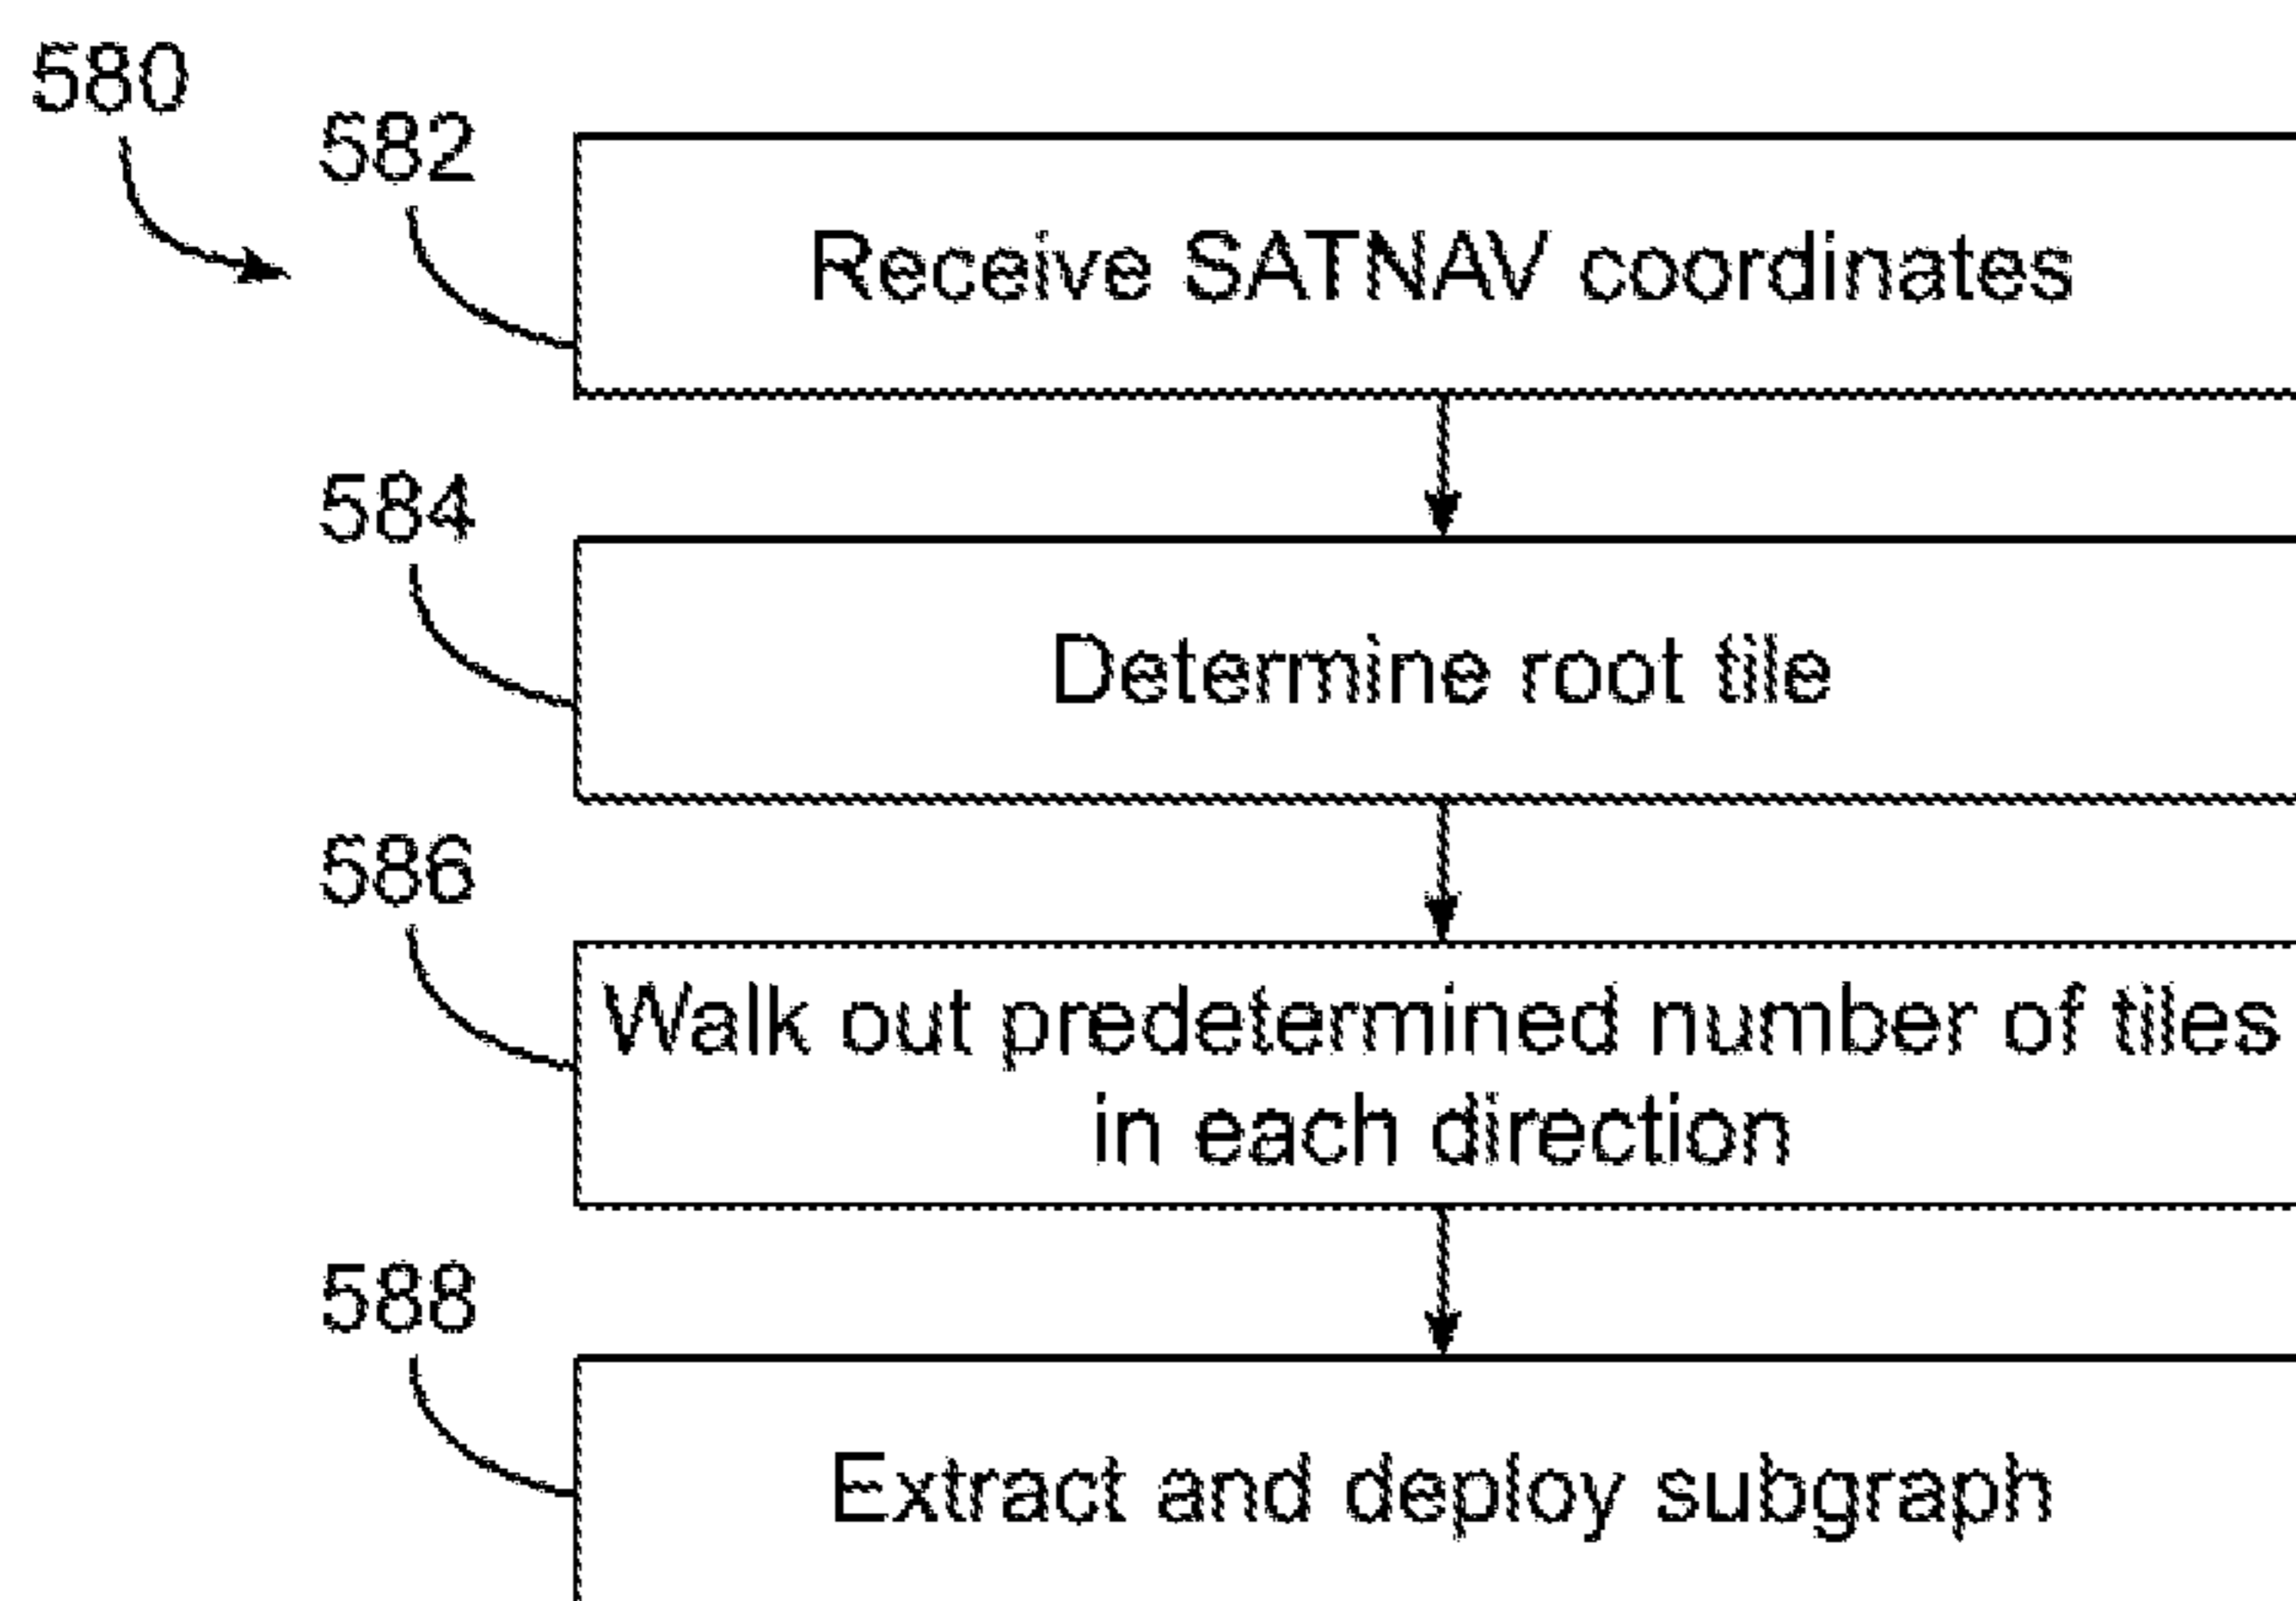 580
582
Receive SATNAV coordinates
584
Determine root tile
586
Walk out predetermined number of tiles
in each direction
588
Extract and deploy subgraph